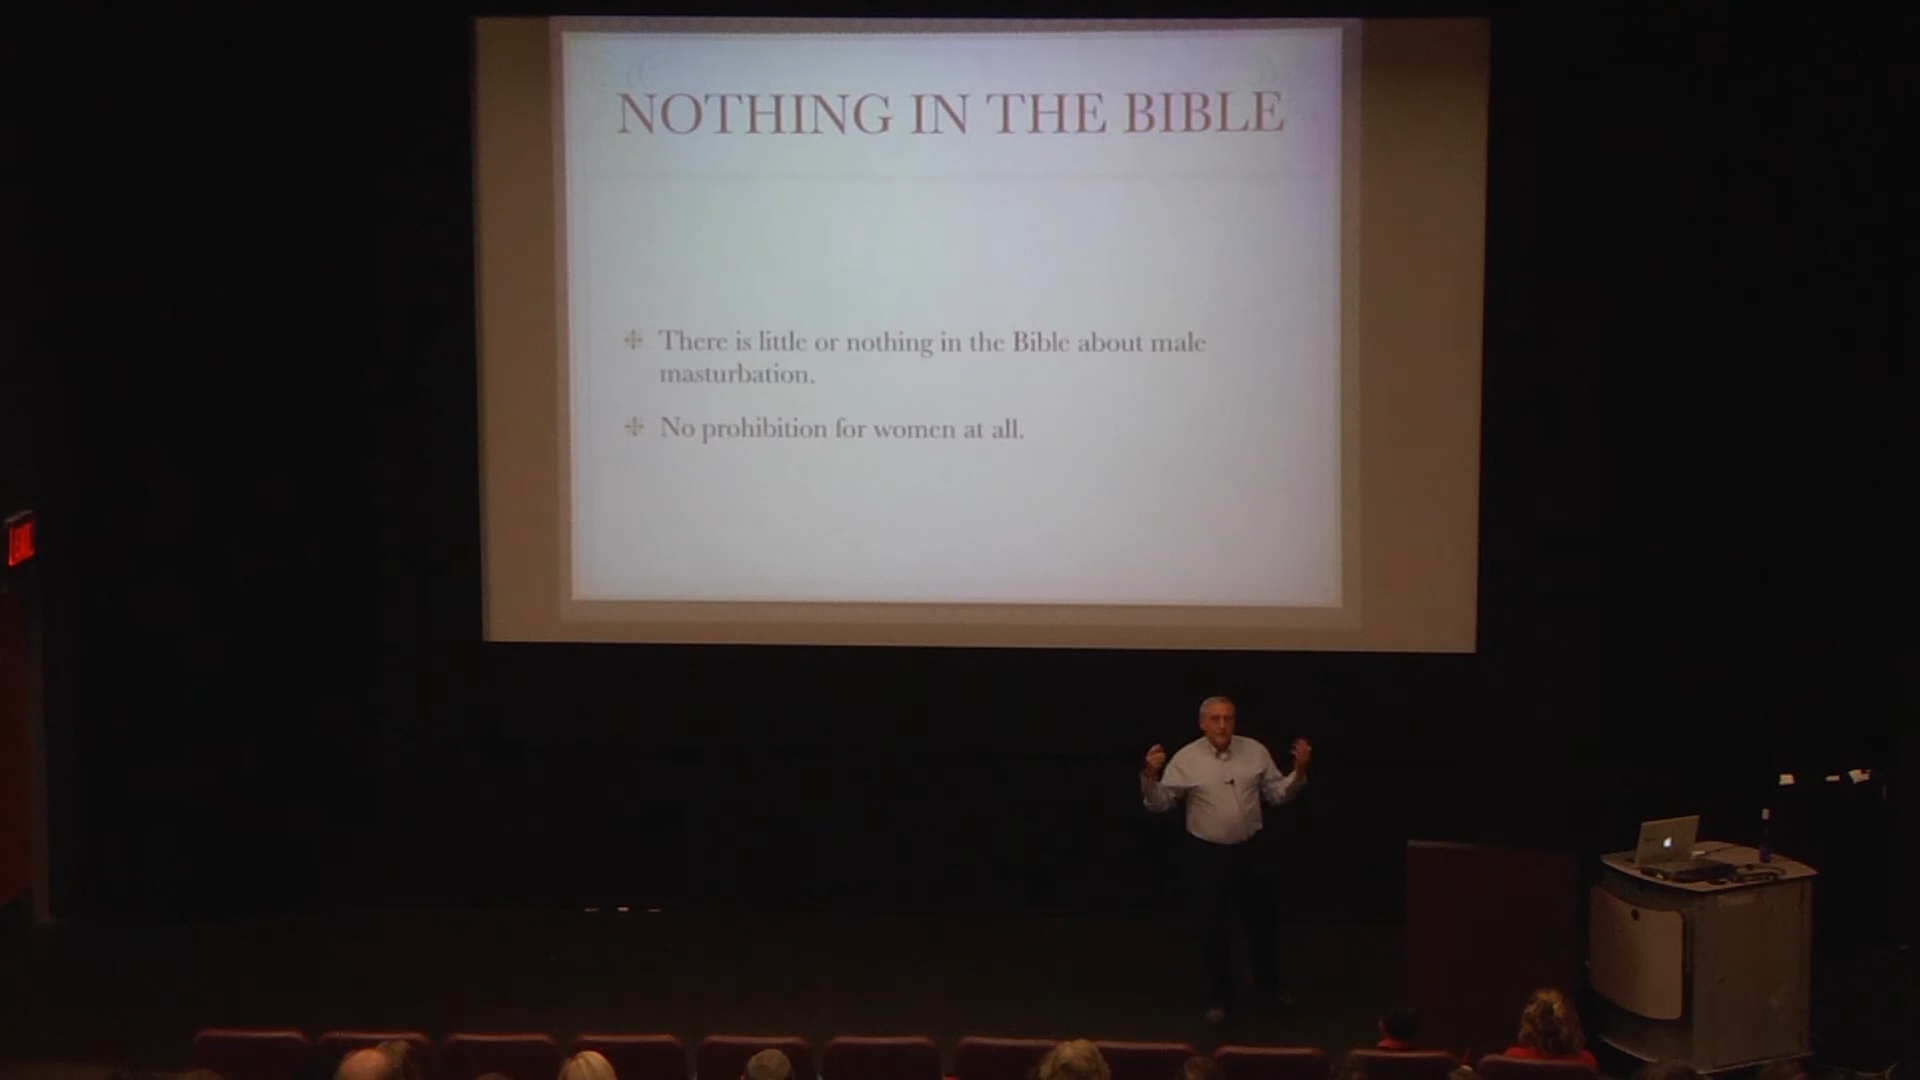 NOTHING IN THE BIBLE
There is little or nothing in the Bible about male
masturbation.
No prohibition for women at all.